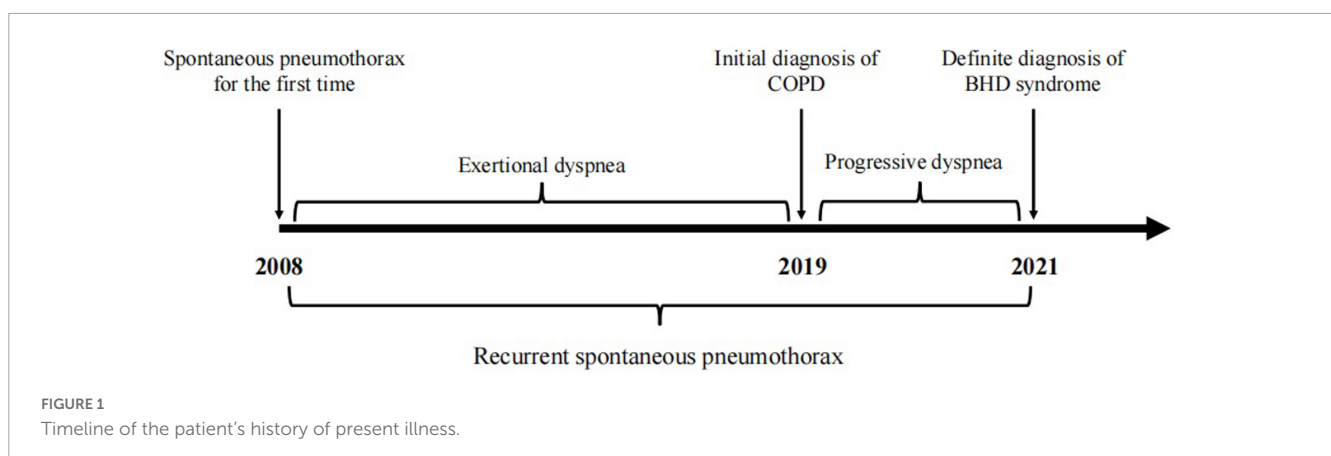 Spontaneous pneumothorax
for the first time
Initial diagnosis of
COPD
Definite diagnosis of
BHD syndrome
Exertional dyspnea
Progressive dyspnea
2008
2019
2021
Recurrent spontaneous pneumothorax
FIGURE 1
Timeline of the patient's history of present illness.